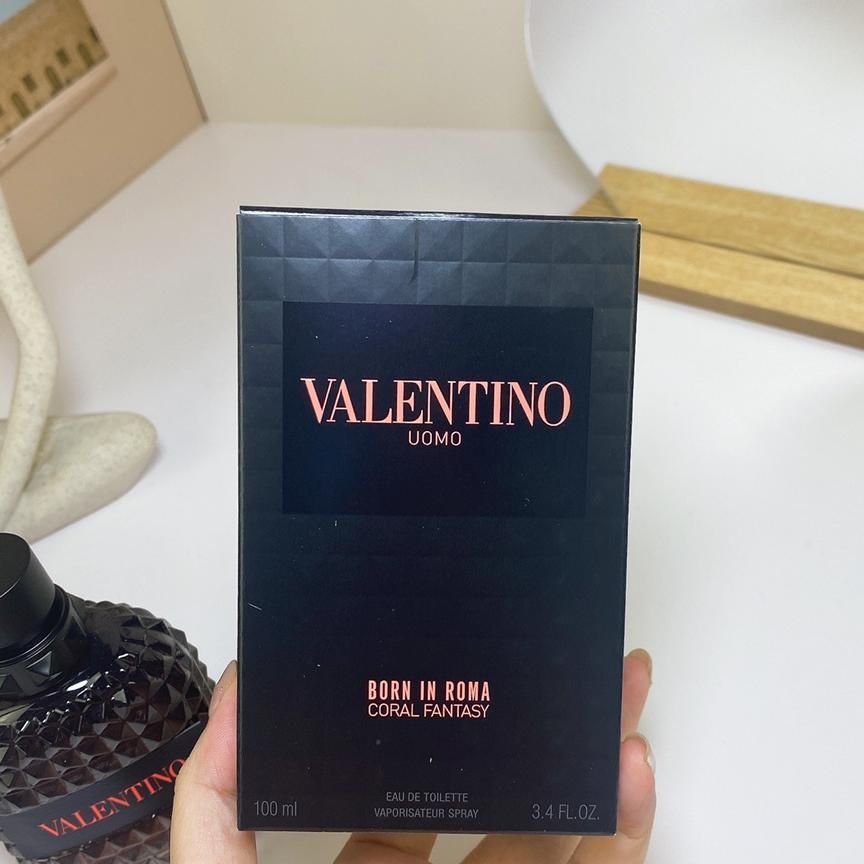 VALENTINO
UOMO
BORN IN ROMA
CORAL FANTASY
100 ml
EAU DE TOILETTE
VAPORISATEUR SPRAY
3.4 FL.OZ.
VALENTINO